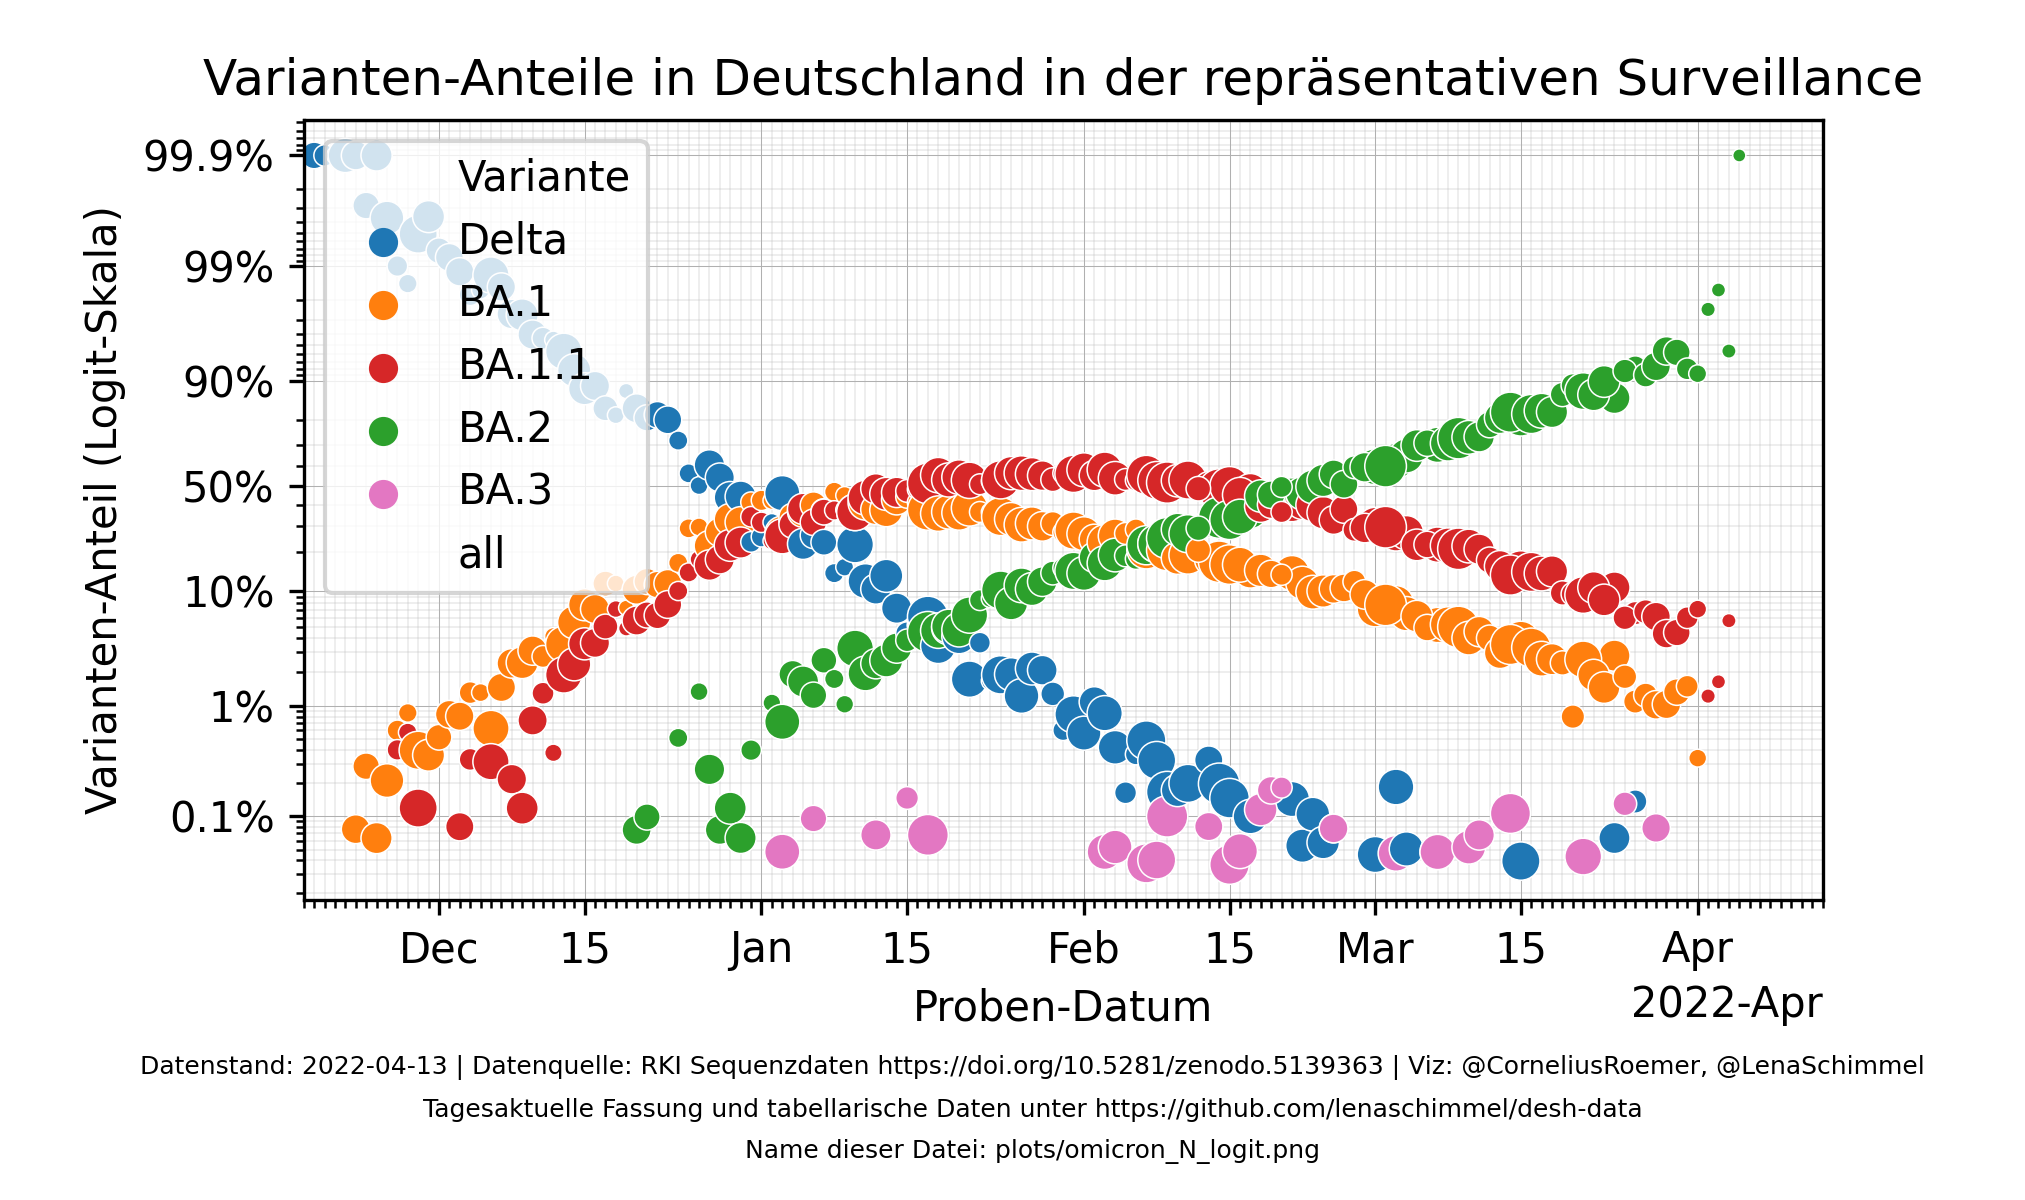 Varianten-Anteile in Deutschland in der repräsentativen Surveillance
Varianten-Anteil (Logit-Skala)
99.9%
99%
90%
50%
10%
1%
0.1%
Variante
Delta
BA.1
BA.1.1
BA.2
BA.3
all
Dec 15 Jan 15 Feb 15 Mar 15 Apr
Proben-Datum
2022-Apr
Datenstand: 2022-04-13 | Datenquelle: RKI Sequenzdaten https://doi.org/10.5281/zenodo.5139363 | Viz: @CorneliusRoemer, @LenaSchimmel
Tagesaktuelle Fassung und tabellarische Daten unter https://github.com/lenaschimmel/desh-data
Name dieser Datei: plots/omicron_N_logit.png